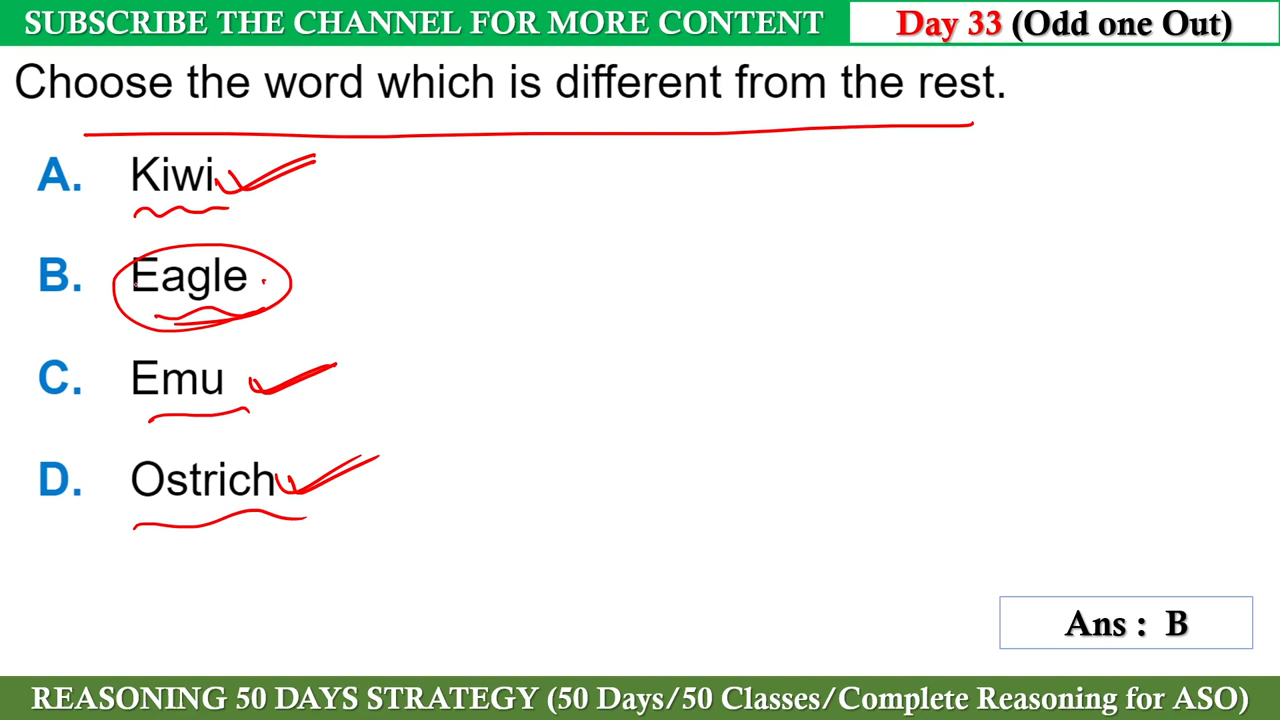 SUBSCRIBE THE CHANNEL FOR MORE CONTENT
Day 33 (Odd one Out)
Choose the word which is different from the rest.
A. Kiwi
B. Eagle
C. Emu
D. Ostrich
Ans : B
REASONING 50 DAYS STRATEGY (50 Days/50 Classes/Complete Reasoning for ASO)